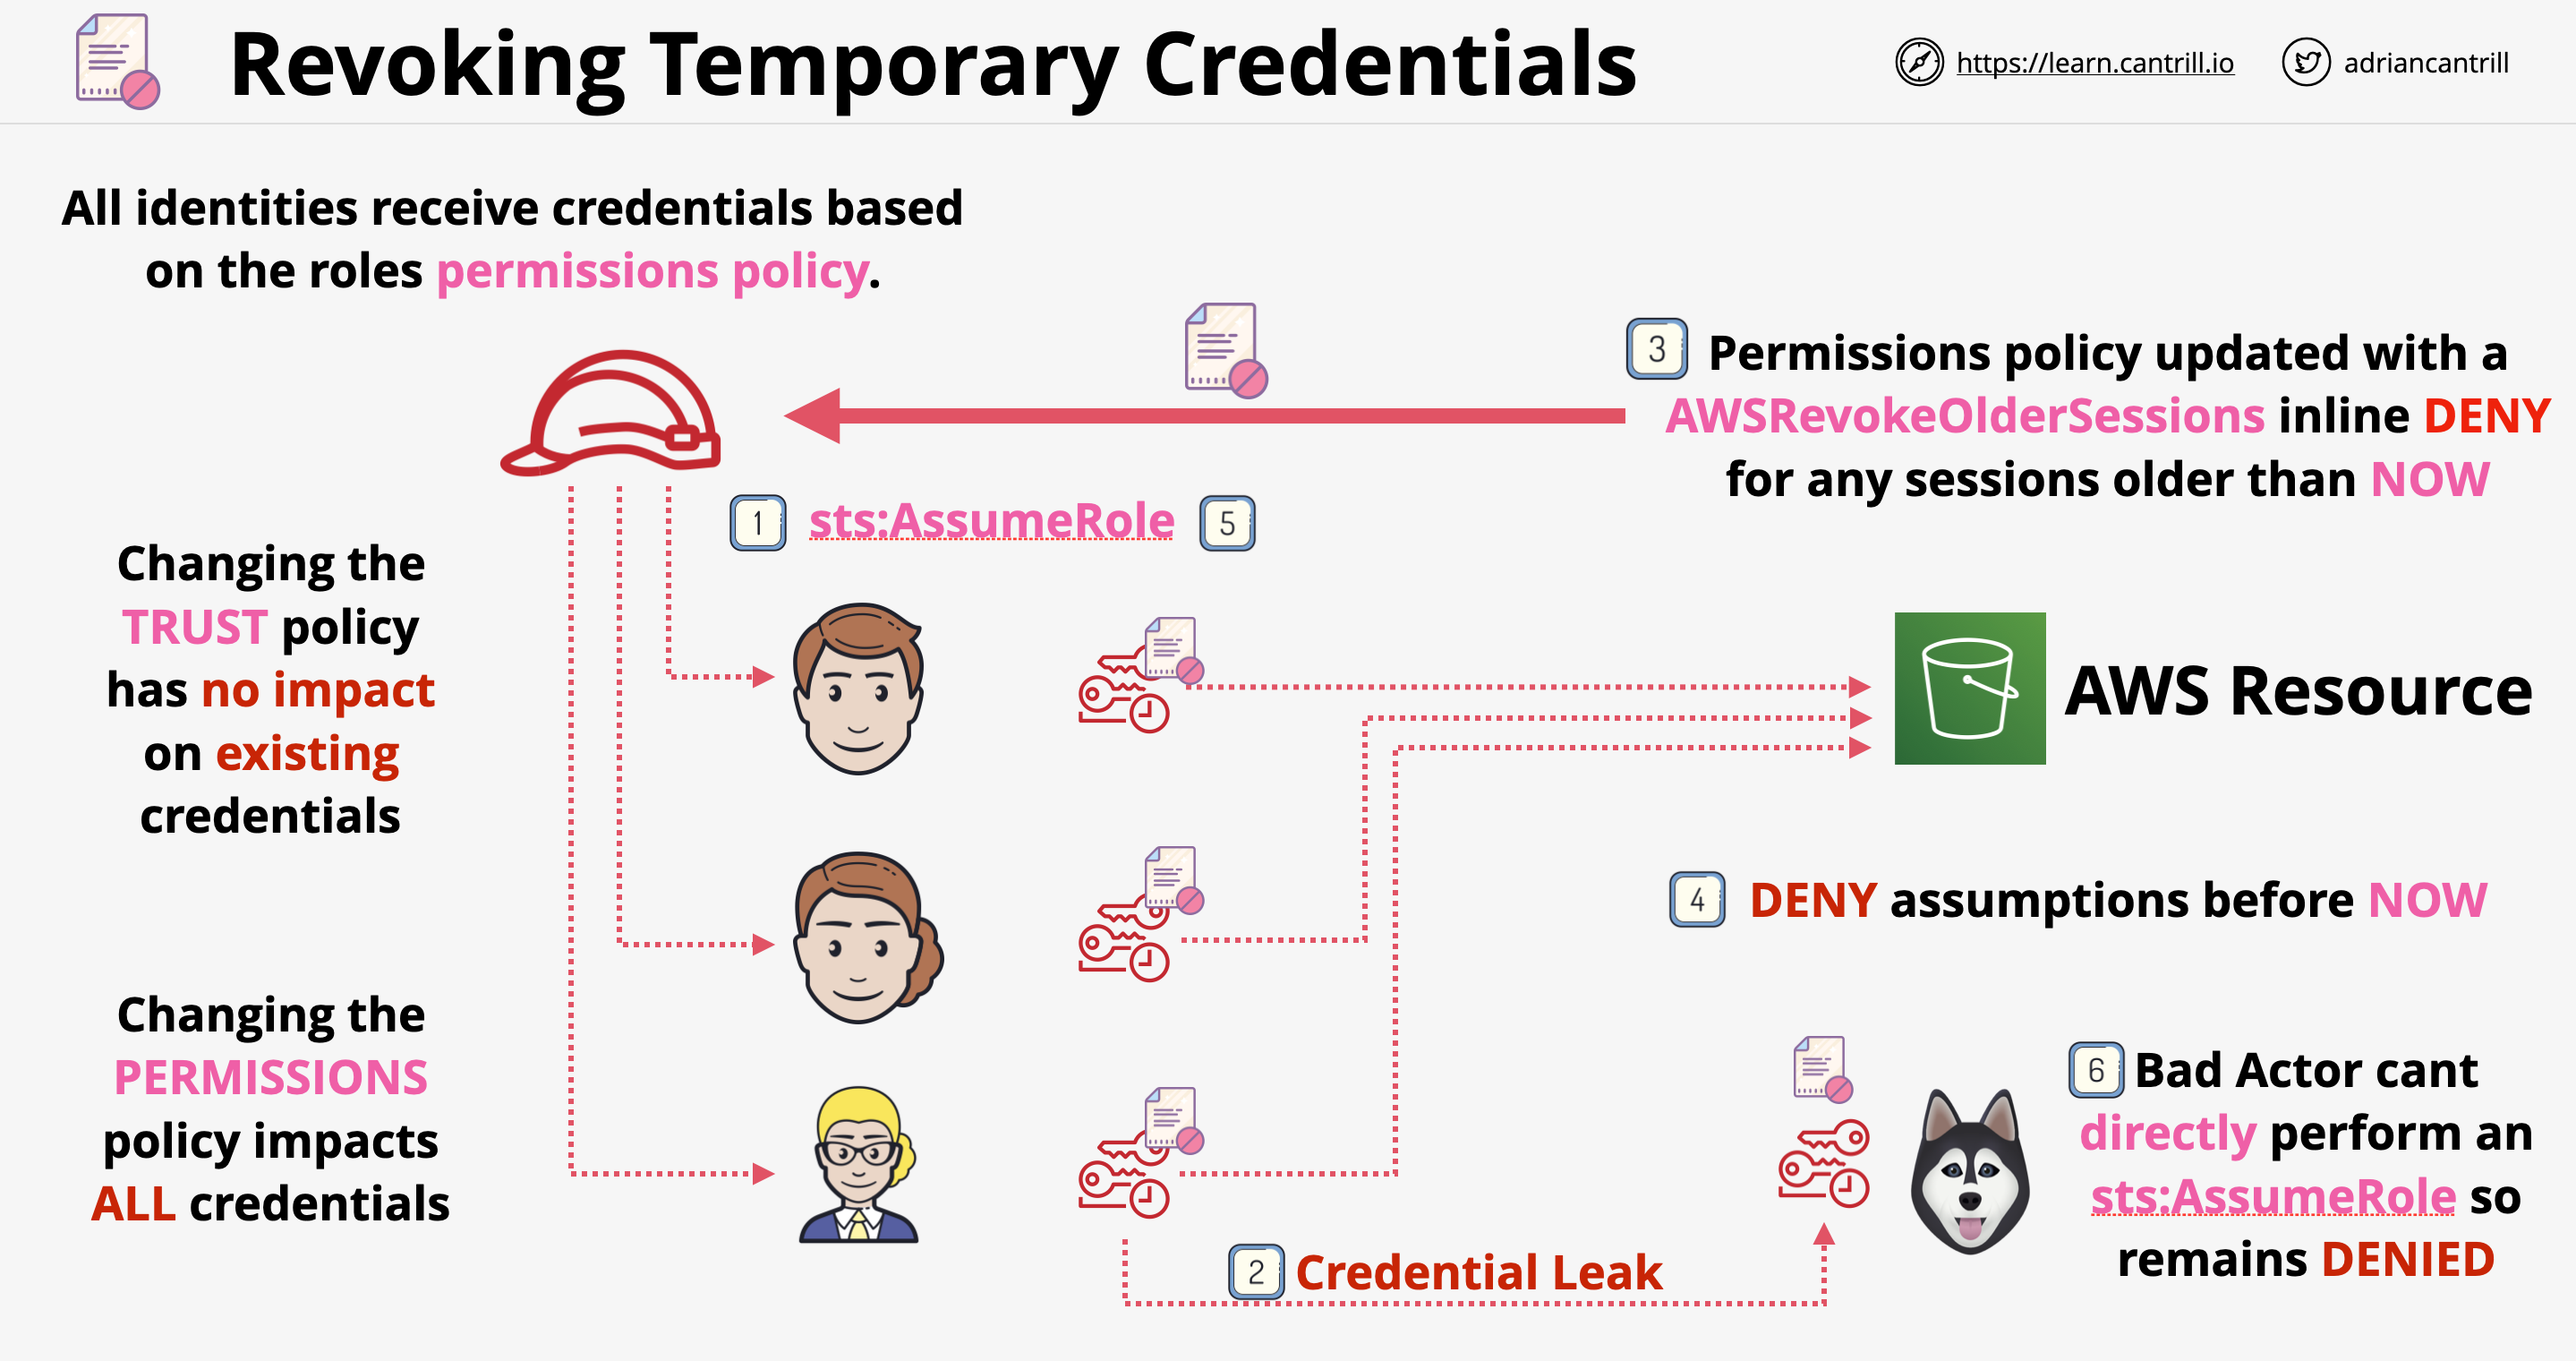 Revoking Temporary Credentials
https://learn.cantrill.io
adriancantrill
All identities receive credentials based
on the roles permissions policy.
3
Permissions policy updated with a
AWSRevokeOlderSessions inline DENY
for any sessions older than NOW
1
sts:AssumeRole
5
Changing the
TRUST policy
has no impact
on existing
credentials
AWS Resource
4
DENY assumptions before NOW
Changing the
PERMISSIONS
policy impacts
ALL credentials
6
Bad Actor cant
directly perform an
sts:AssumeRole so
remains DENIED
2
Credential Leak